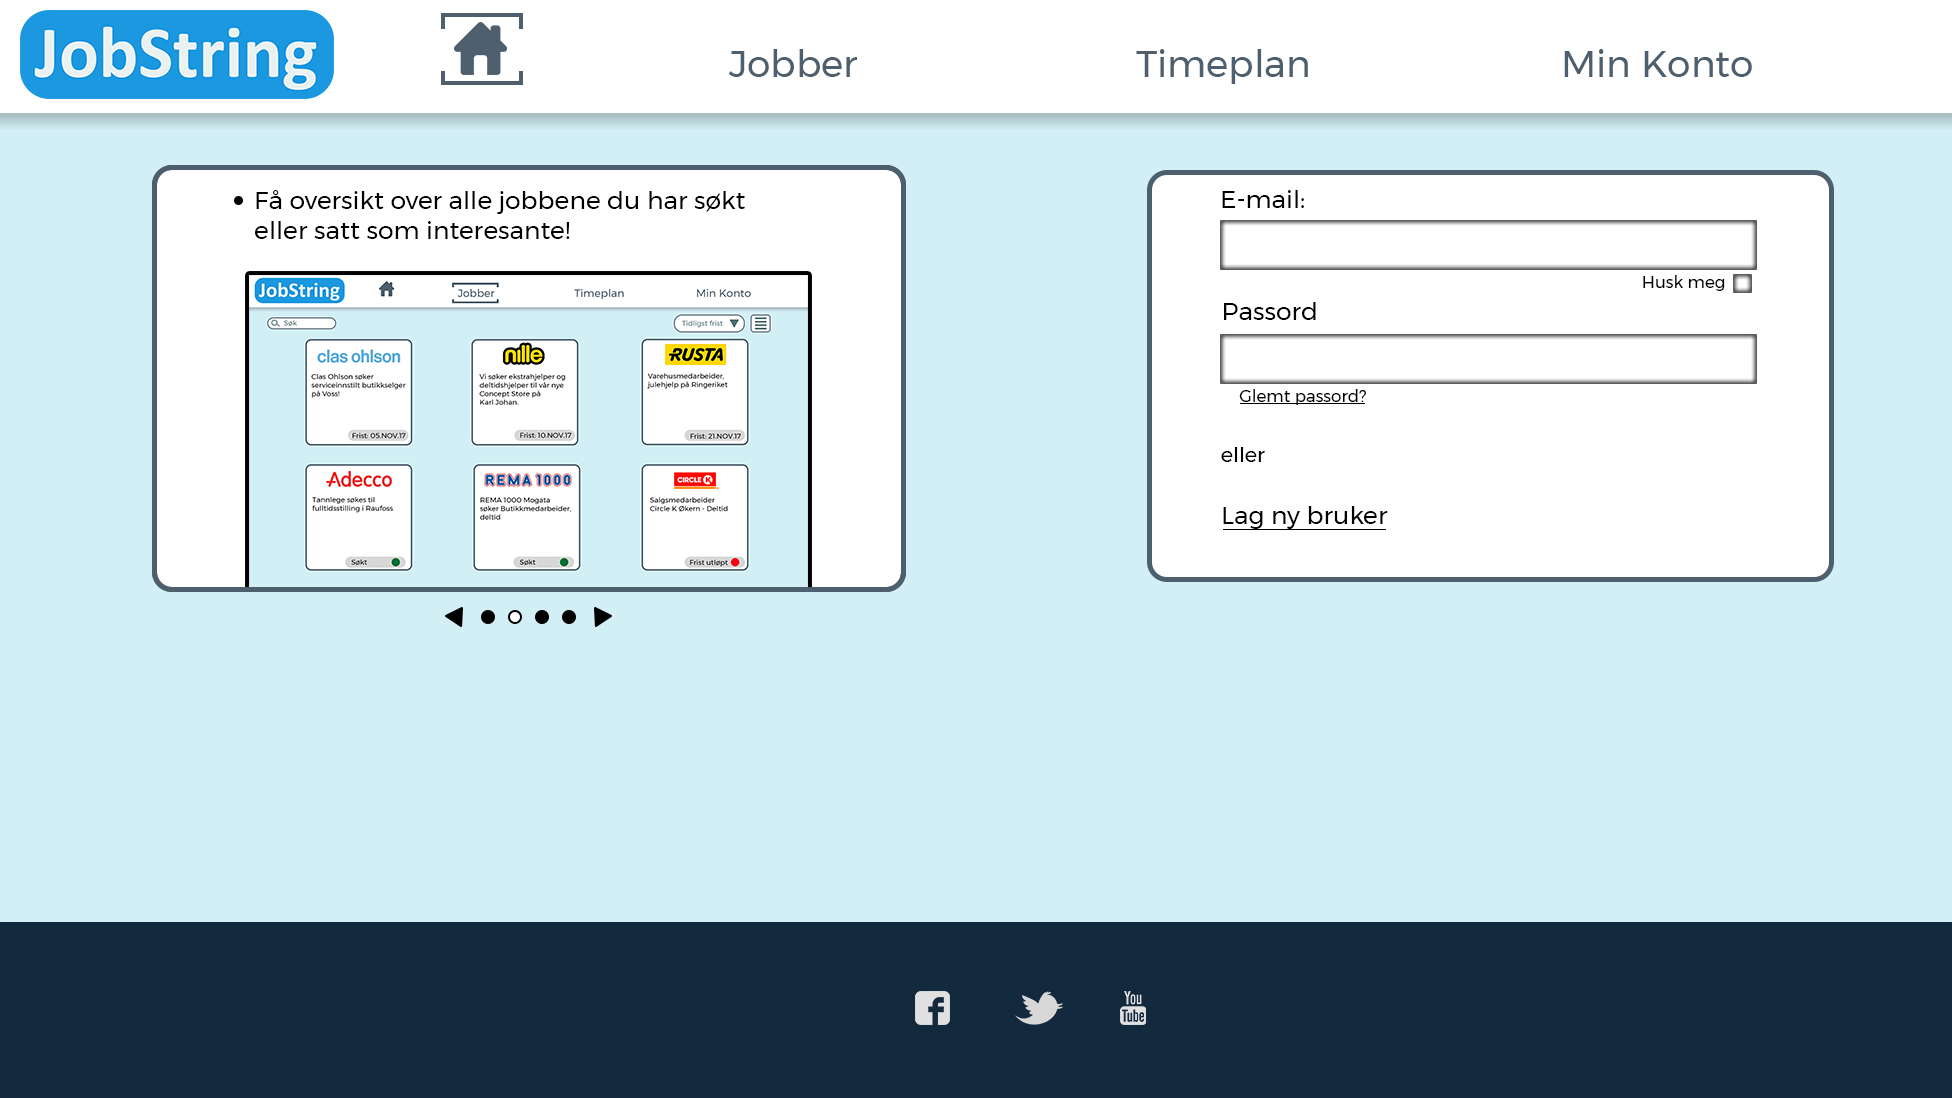 JobString
Jobber
Timeplan
Min Konto
• Få oversikt over alle jobbene du har søkt
eller satt som interesante!
JobString
Jobber
Timeplan
Min Konto
Søk
Tidligst frist
clas ohlson
Clas Ohlson søker
serviceinnstilt butikkselger
på Voss!
Frist: 05.NOV.17
nille
Vi søker ekstrahjelper og
deltidshjelper til vår nye
Concept Store på
Karl Johan.
Frist: 10.NOV.17
RUSTA
Varehusmedarbeider,
julehjelp på Ringeriket
Frist: 21.NOV.17
Adecco
Tannlege søkes til
fulltidsstilling i Raufoss
Søkt
REMA 1000
REMA 1000 Mogata
søker Butikkmedarbeider,
deltid
Søkt
CIRCLE K
Salgsmedarbeider
Circle K Økern - Deltid
Frist utløpt
E-mail:
Husk meg
Passord
Glemt passord?
eller
Lag ny bruker
You
Tube